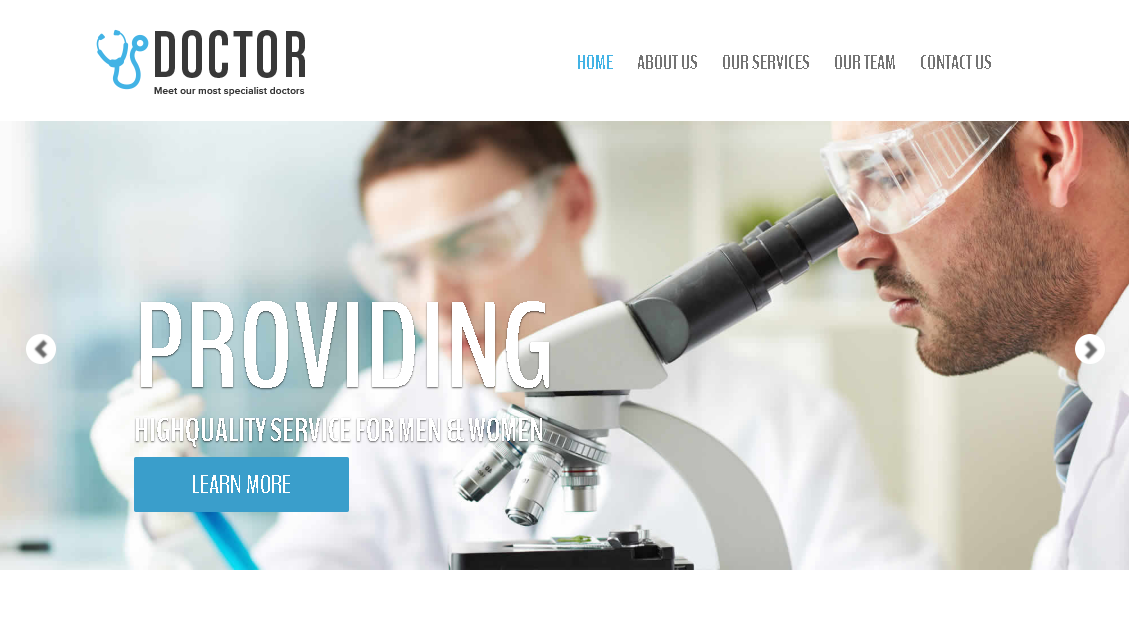 DOCTOR
Meet our most specialist doctors
HOME ABOUT US OUR SERVICES OUR TEAM CONTACT US
PROVIDING
HIGHQUALITY SERVICE FOR MEN & WOMEN
LEARN MORE